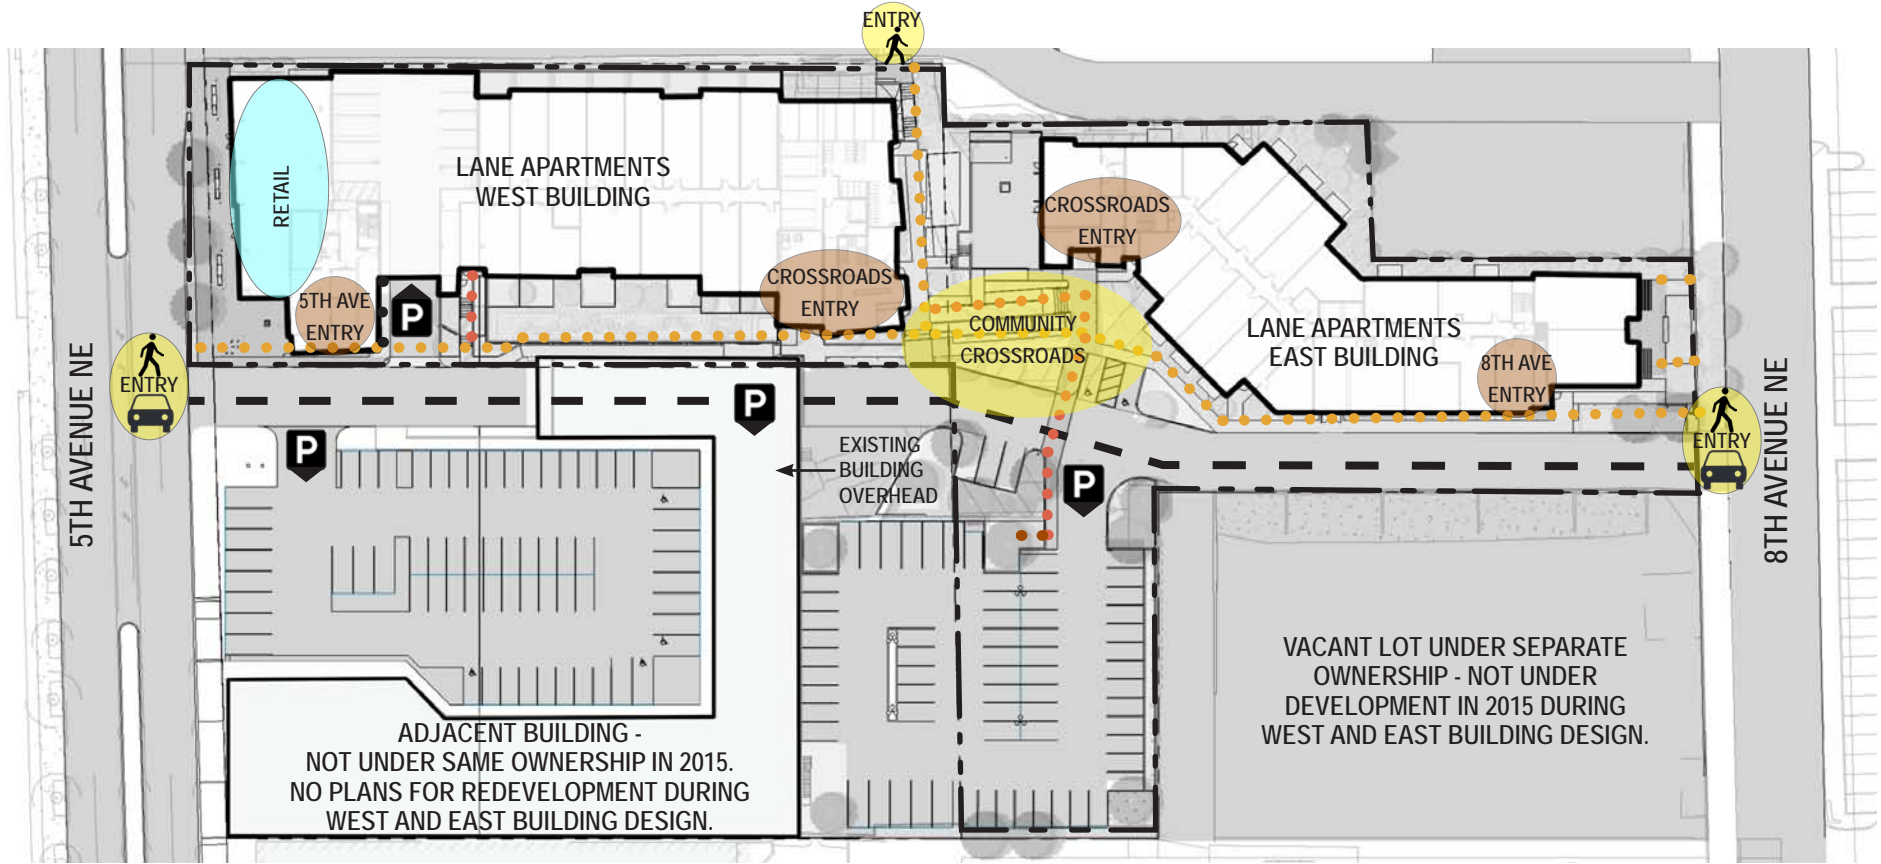 ENTRY
LANE APARTMENTS
WEST BUILDING
RETAIL
CROSSROADS
ENTRY
CROSSROADS
ENTRY
5TH AVE
ENTRY
P
COMMUNITY
CROSSROADS
LANE APARTMENTS
EAST BUILDING
8TH AVE
ENTRY
5TH AVENUE NE
ENTRY
P
P
EXISTING
BUILDING
OVERHEAD
P
ENTRY
8TH AVENUE NE
ADJACENT BUILDING -
NOT UNDER SAME OWNERSHIP IN 2015.
NO PLANS FOR REDEVELOPMENT DURING
WEST AND EAST BUILDING DESIGN.
VACANT LOT UNDER SEPARATE
OWNERSHIP - NOT UNDER
DEVELOPMENT IN 2015 DURING
WEST AND EAST BUILDING DESIGN.